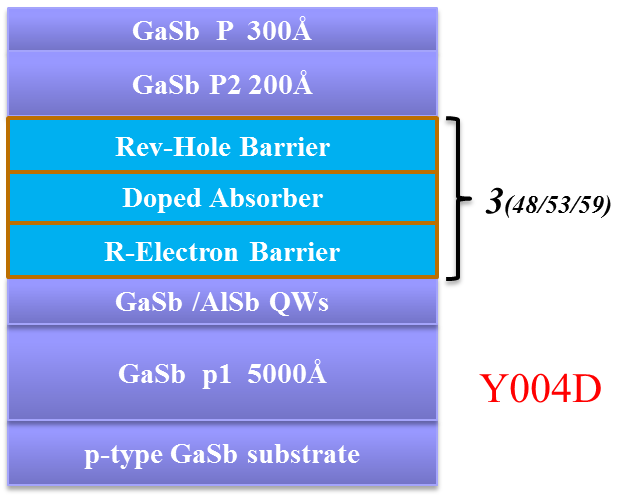 GaSb P 300Å
GaSb P2 200Å
Rev-Hole Barrier
Doped Absorber
3(48/53/59)
R-Electron Barrier
GaSb /AlSb QWs
GaSb p1 5000Å
Y004D
p-type GaSb substrate